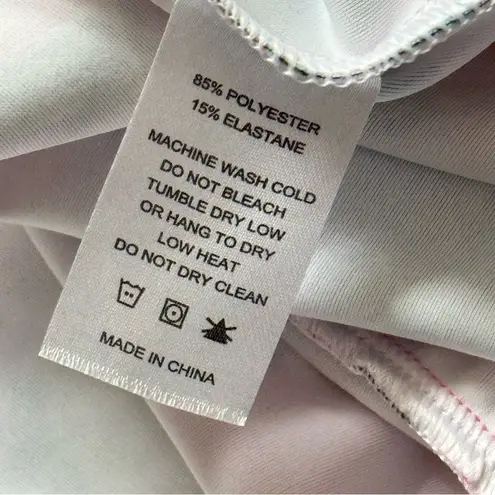 85% POLYESTER
15% ELASTANE
MACHINE WASH COLD
DO NOT BLEACH
TUMBLE DRY LOW
OR HANG TO DRY
LOW HEAT
DO NOT DRY CLEAN
MADE IN CHINA